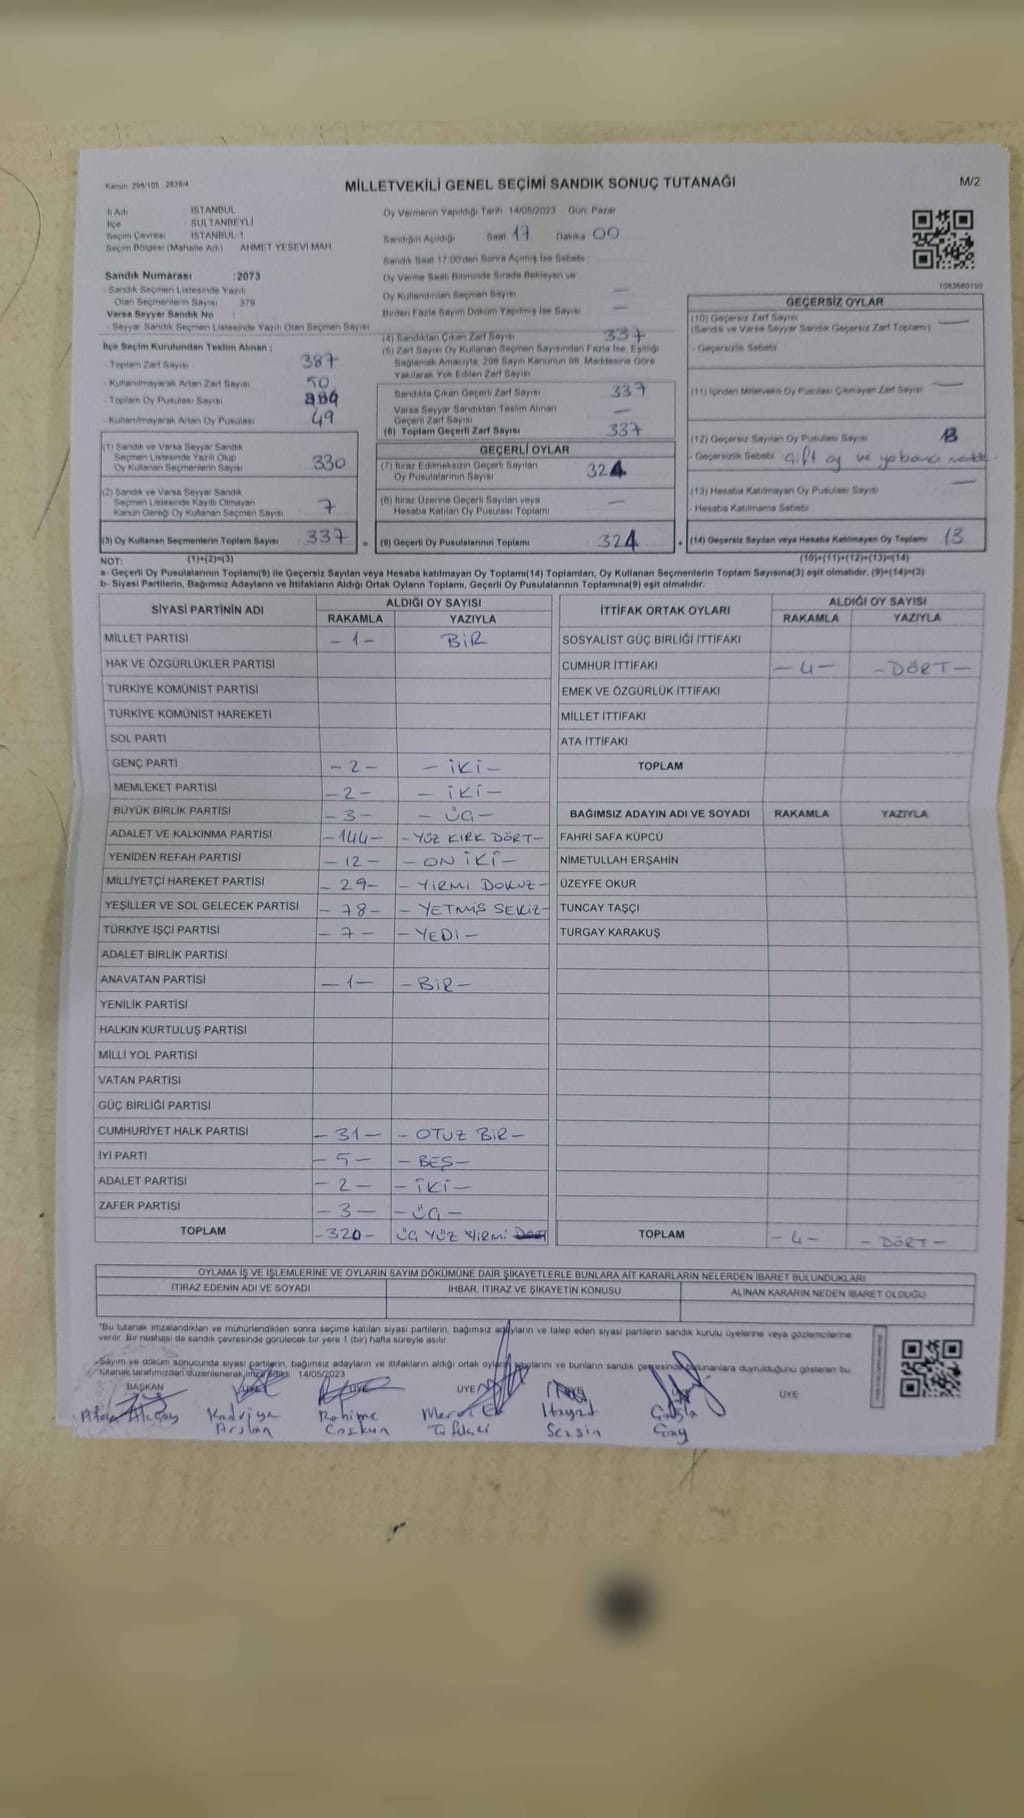 Kanun: 298/105 , 2839/4
MİLLETVEKİLİ GENEL SEÇİMİ SANDIK SONUÇ TUTANAĞI
M/2
İl Adı İSTANBUL
İlçe SULTANBEYLİ
Seçim Çevresi İSTANBUL-1
Seçim Bölgesi (Mahalle Adı) AHMET YESEVİ MAH
Sandık Numarası :2073
- Sandık Seçmen Listesinde Yazılı
Olan Seçmenlerin Sayısı 379
Varsa Seyyar Sandık No :
- Seyyar Sandık Seçmen Listesinde Yazılı Olan Seçmen Sayısı
İlçe Seçim Kurulundan Teslim Alınan :
- Toplam Zarf Sayısı 387
- Kullanılmayarak Artan Zarf Sayısı 50
- Toplam Oy Pusulası Sayısı
- Kullanılmayarak Artan Oy Pusulası 49
(1) Sandık ve Varsa Seyyar Sandık
Seçmen Listesinde Yazılı Olup
Oy Kullanan Seçmenlerin Sayısı 330
(2) Sandık ve Varsa Seyyar Sandık
Seçmen Listesinde Kayıtlı Olmayan
Kanun Gereği Oy Kullanan Seçmen Sayısı 7
(3) Oy Kullanan Seçmenlerin Toplam Sayısı 337 =
(1)+(2)=(3)
Oy Vermenin Yapıldığı Tarih 14/05/2023 Gün: Pazar
Sandığın Açıldığı Saat 17 Dakika 00
Sandık Saat 17:00'den Sonra Açılmış İse Sebebi :
Oy Verme Saati Bitiminde Sırada Bekleyen ve
Oy Kullandırılan Seçmen Sayısı —
Birden Fazla Sayım Döküm Yapılmış İse Sayısı —
(4) Sandıktan Çıkan Zarf Sayısı 337
(5) Zarf Sayısı Oy Kullanan Seçmen Sayısından Fazla İse, Eşitliği
Sağlamak Amacıyla, 298 Sayılı Kanunun 98. Maddesine Göre
Yakılarak Yok Edilen Zarf Sayısı
Sandıkta Çıkan Geçerli Zarf Sayısı 337
Varsa Seyyar Sandıktan Teslim Alınan
Geçerli Zarf Sayısı —
(6) Toplam Geçerli Zarf Sayısı 337
GEÇERLİ OYLAR
(7) İtiraz Edilmeksizin Geçerli Sayılan
Oy Pusulalarının Sayısı 324
(8) İtiraz Üzerine Geçerli Sayılan veya
Hesaba Katılan Oy Pusulası Toplamı —
(9) Geçerli Oy Pusulalarının Toplamı 324 +
1083680150
GEÇERSİZ OYLAR
(10) Geçersiz Zarf Sayısı —
(Sandık ve Varsa Seyyar Sandık Geçersiz Zarf Toplamı)
- Geçersizlik Sebebi
(11) İçinden Milletvekili Oy Pusulası Çıkmayan Zarf Sayısı —
(12) Geçersiz Sayılan Oy Pusulası Sayısı 13
- Geçersizlik Sebebi Çift oy ve yabancı
(13) Hesaba Katılmayan Oy Pusulası Sayısı —
- Hesaba Katılmama Sebebi
(14) Geçersiz Sayılan veya Hesaba Katılmayan Oy Toplamı 13
(10)+(11)+(12)+(13)=(14)
NOT:
a- Geçerli Oy Pusulalarının Toplamı(9) ile Geçersiz Sayılan veya Hesaba katılmayan Oy Toplamı(14) Toplamları, Oy Kullanan Seçmenlerin Toplam Sayısına(3) eşit olmalıdır. (9)+(14)=(3)
b- Siyasi Partilerin, Bağımsız Adayların ve İttifakların Aldığı Ortak Oyların Toplamı, Geçerli Oy Pusulalarının Toplamına(9) eşit olmalıdır.
SİYASİ PARTİNİN ADI ALDIĞI OY SAYISI
RAKAMLA YAZIYLA
MİLLET PARTİSİ -1- BİR
HAK VE ÖZGÜRLÜKLER PARTİSİ
TÜRKİYE KOMÜNİST PARTİSİ
TÜRKİYE KOMÜNİST HAREKETİ
SOL PARTİ
GENÇ PARTİ -2- -İKİ-
MEMLEKET PARTİSİ -2- -İKİ-
BÜYÜK BİRLİK PARTİSİ -3- -ÜÇ-
ADALET VE KALKINMA PARTİSİ -144- -YÜZ KIRK DÖRT-
YENİDEN REFAH PARTİSİ -12- -ON İKİ-
MİLLİYETÇİ HAREKET PARTİSİ -29- -YİRMİ DOKUZ-
YEŞİLLER VE SOL GELECEK PARTİSİ -78- -YETMİŞ SEKİZ-
TÜRKİYE İŞÇİ PARTİSİ -7- -YEDİ-
ADALET BİRLİK PARTİSİ
ANAVATAN PARTİSİ -1- -BİR-
YENİLİK PARTİSİ
HALKIN KURTULUŞ PARTİSİ
MİLLİ YOL PARTİSİ
VATAN PARTİSİ
GÜÇ BİRLİĞİ PARTİSİ
CUMHURİYET HALK PARTİSİ -31- -OTUZ BİR-
İYİ PARTİ -5- -BEŞ-
ADALET PARTİSİ -2- -İKİ-
ZAFER PARTİSİ -3- -ÜÇ-
TOPLAM -320- ÜÇ YÜZ YİRMİ
İTTİFAK ORTAK OYLARI ALDIĞI OY SAYISI
RAKAMLA YAZIYLA
SOSYALİST GÜÇ BİRLİĞİ İTTİFAKI
CUMHUR İTTİFAKI -4- -DÖRT-
EMEK VE ÖZGÜRLÜK İTTİFAKI
MİLLET İTTİFAKI
ATA İTTİFAKI
TOPLAM
BAĞIMSIZ ADAYIN ADI VE SOYADI RAKAMLA YAZIYLA
FAHRİ SAFA KÜPCÜ
NİMETULLAH ERŞAHİN
ÜZEYFE OKUR
TUNCAY TAŞÇI
TURGAY KARAKUŞ
TOPLAM -4- -DÖRT-
OYLAMA İŞ VE İŞLEMLERİNE VE OYLARIN SAYIM DÖKÜMÜNE DAİR ŞİKAYETLERLE BUNLARA AİT KARARLARIN NELERDEN İBARET BULUNDUKLARI
İTİRAZ EDENİN ADI VE SOYADI İHBAR, İTİRAZ VE ŞİKAYETİN KONUSU ALINAN KARARIN NEDEN İBARET OLDUĞU
*Bu tutanak imzalandıktan ve mühürlendikten sonra seçime katılan siyasi partilerin, bağımsız adayların ve talep eden siyasi partilerin sandık kurulu üyelerine veya gözlemcilerine
verilir. Bir nüshası da sandık çevresinde görülecek bir yere 1 (bir) hafta süreyle asılır.
-Sayım ve döküm sonucunda siyasi partilerin, bağımsız adayların ve ittifakların aldığı ortak oyların sayılarını ve bunların sandık çevresinde bulunanlara duyrulduğunu gösteren bu
tutanak tarafımızdan düzenlenerek imza edildi. 14/05/2023
BAŞKAN ÜYE ÜYE
Kadriye Rahime Hayat
Arslan Coşkun Sezgin